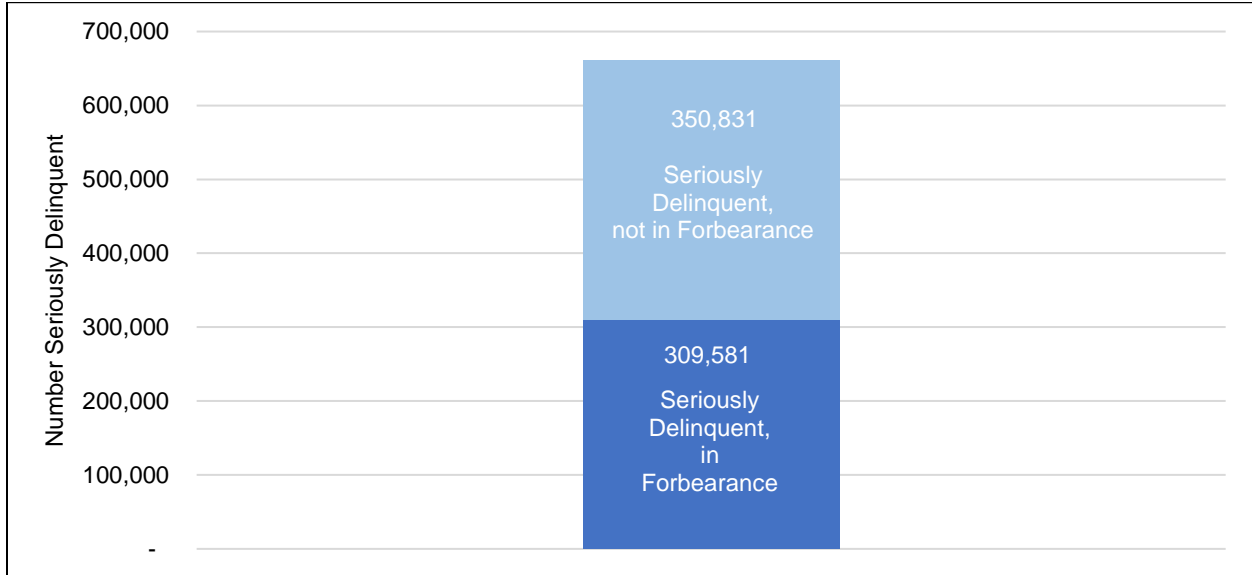 700,000
600,000
500,000
400,000
300,000
200,000
100,000
-
Number Seriously Delinquent
350,831
Seriously
Delinquent,
not in Forbearance
309,581
Seriously
Delinquent,
in
Forbearance